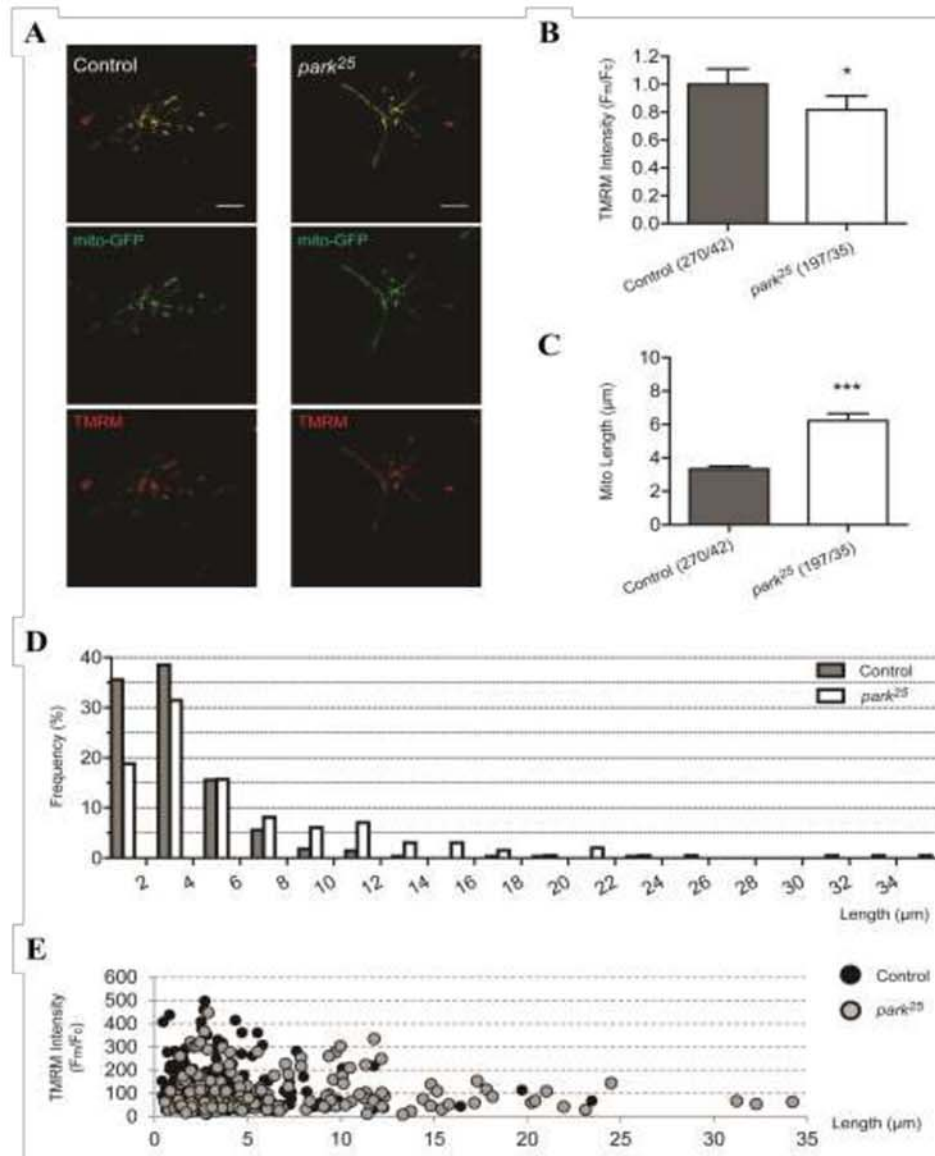 A
Control
park²⁵
mito-GFP
mito-GFP
TMRM
TMRM
B
TMRM Intensity (Fm/Fc)
1.2
1.0
0.8
0.6
0.4
0.2
0.0
*
Control (270/42)
park²⁵ (197/35)
C
Mito Length (µm)
10
8
6
4
2
0
***
Control (270/42)
park²⁵ (197/35)
D
Frequency (%)
40
30
20
10
0
Control
park²⁵
2 4 6 8 10 12 14 16 18 20 22 24 26 28 30 32 34
Length (µm)
E
TMRM Intensity
(Fm/Fc)
600
500
400
300
200
100
0
Control
park²⁵
0 5 10 15 20 25 30 35
Length (µm)